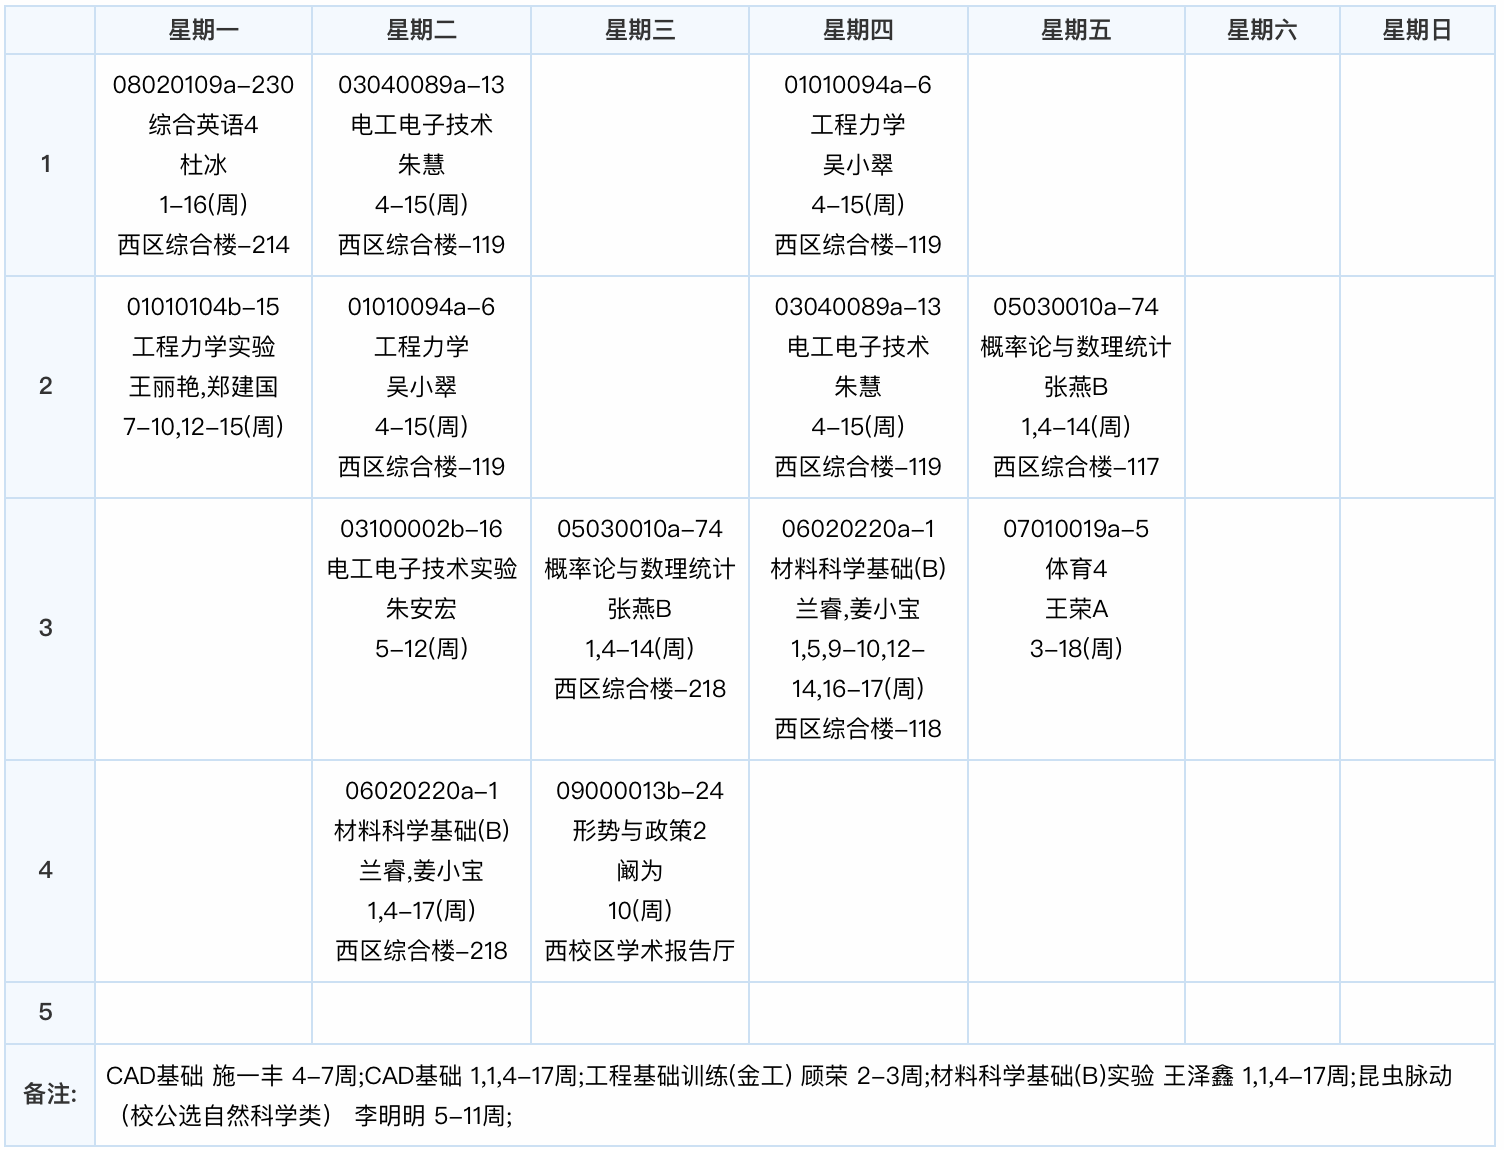 星期一 星期二 星期三 星期四 星期五 星期六 星期日
1
08020109a-230
综合英语4
杜冰
1-16(周)
西区综合楼-214
03040089a-13
电工电子技术
朱慧
4-15(周)
西区综合楼-119
01010094a-6
工程力学
吴小翠
4-15(周)
西区综合楼-119
2
01010104b-15
工程力学实验
王丽艳,郑建国
7-10,12-15(周)
01010094a-6
工程力学
吴小翠
4-15(周)
西区综合楼-119
03040089a-13
电工电子技术
朱慧
4-15(周)
西区综合楼-119
05030010a-74
概率论与数理统计
张燕B
1,4-14(周)
西区综合楼-117
3
03100002b-16
电工电子技术实验
朱安宏
5-12(周)
05030010a-74
概率论与数理统计
张燕B
1,4-14(周)
西区综合楼-218
06020220a-1
材料科学基础(B)
兰睿,姜小宝
1,5,9-10,12-
14,16-17(周)
西区综合楼-118
07010019a-5
体育4
王荣A
3-18(周)
4
06020220a-1
材料科学基础(B)
兰睿,姜小宝
1,4-17(周)
西区综合楼-218
09000013b-24
形势与政策2
阚为
10(周)
西校区学术报告厅
5
备注:
CAD基础 施一丰 4-7周;CAD基础 1,1,4-17周;工程基础训练(金工) 顾荣 2-3周;材料科学基础(B)实验 王泽鑫 1,1,4-17周;昆虫脉动
（校公选自然科学类） 李明明 5-11周;